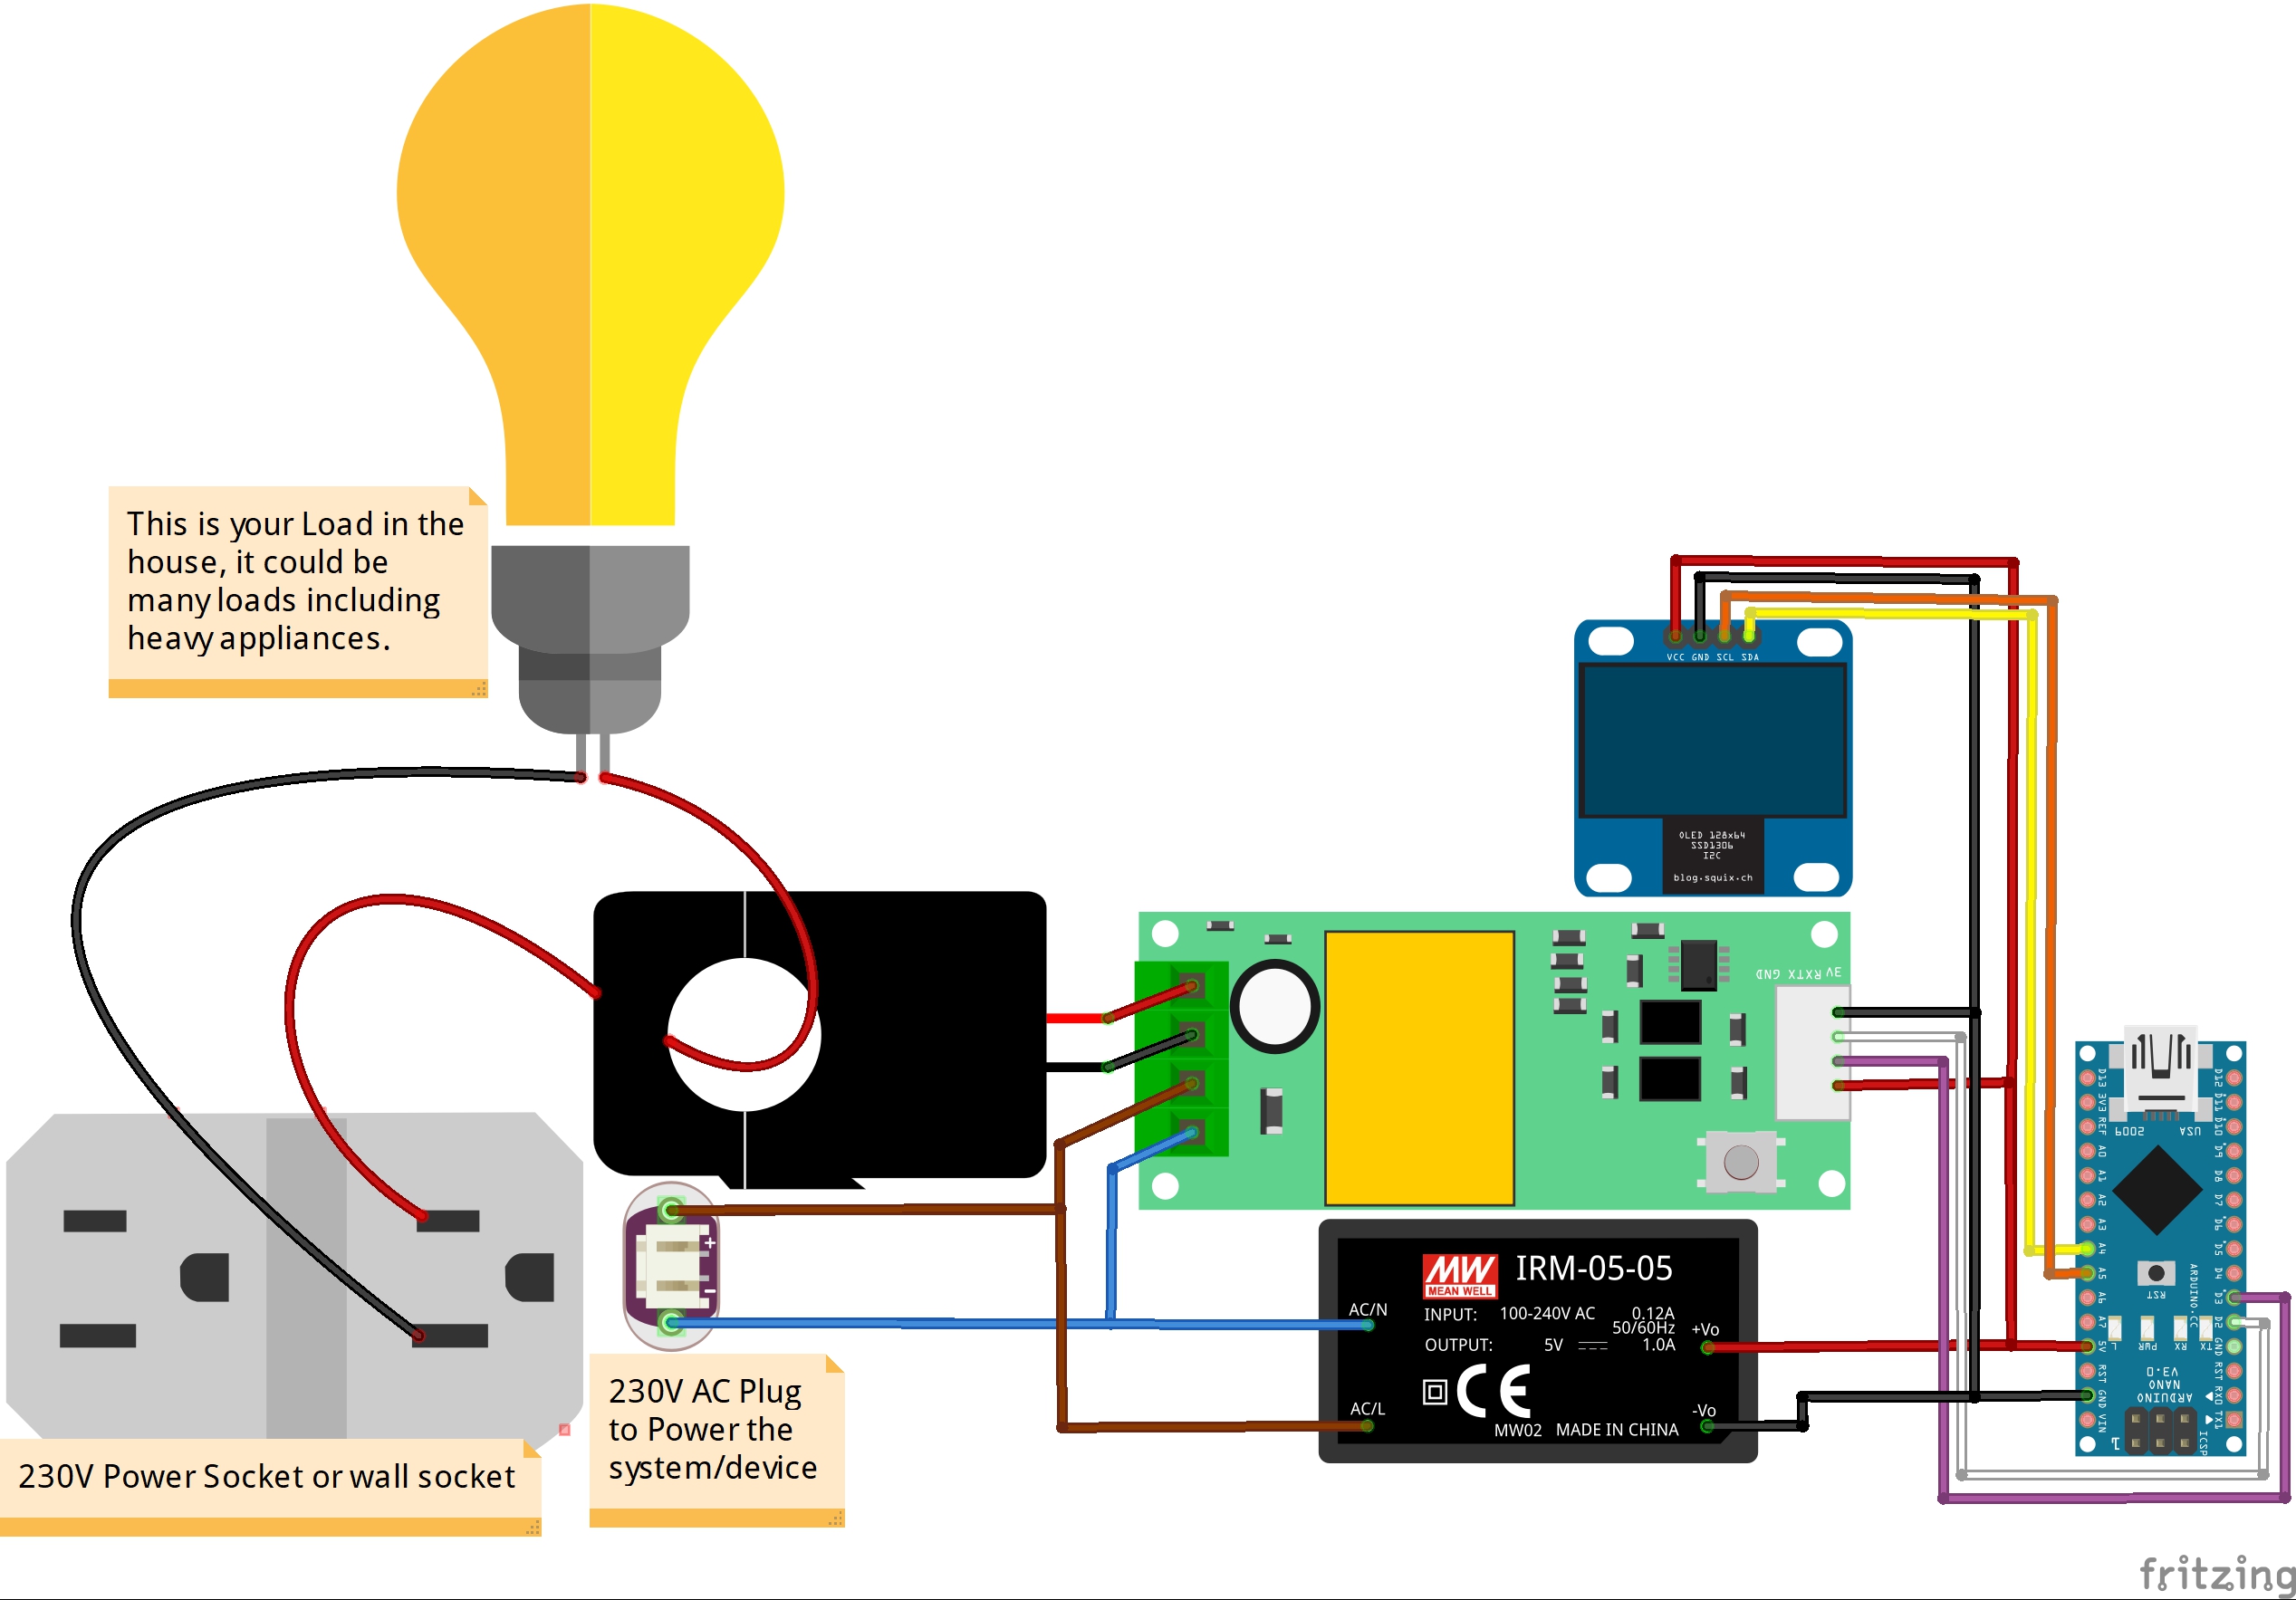 This is your Load in the
house, it could be
many loads including
heavy appliances.
VCC GND SCL SDA
OLED 128x64
SSD1306
I2C
blog.squix.ch
GND TXRX 5V
MW
MEAN WELL
IRM-05-05
INPUT: 100-240V AC 0.12A
50/60Hz
OUTPUT: 5V 1.0A
AC/N
AC/L
+Vo
-Vo
CE
MW02 MADE IN CHINA
+
−
230V AC Plug
to Power the
system/device
230V Power Socket or wall socket
D13
3V3
REF
A0
A1
A2
A3
A4
A5
A6
A7
5V
RST
GND
VIN
D12
D11
D10
D9
D8
D7
D6
D5
D4
D3
D2
GND
RST
RX0
TX1
USA
2009
RST
ARDUINO.CC
TX RX PWR L
ARDUINO
NANO
V3.0
ICSP
1
fritzing